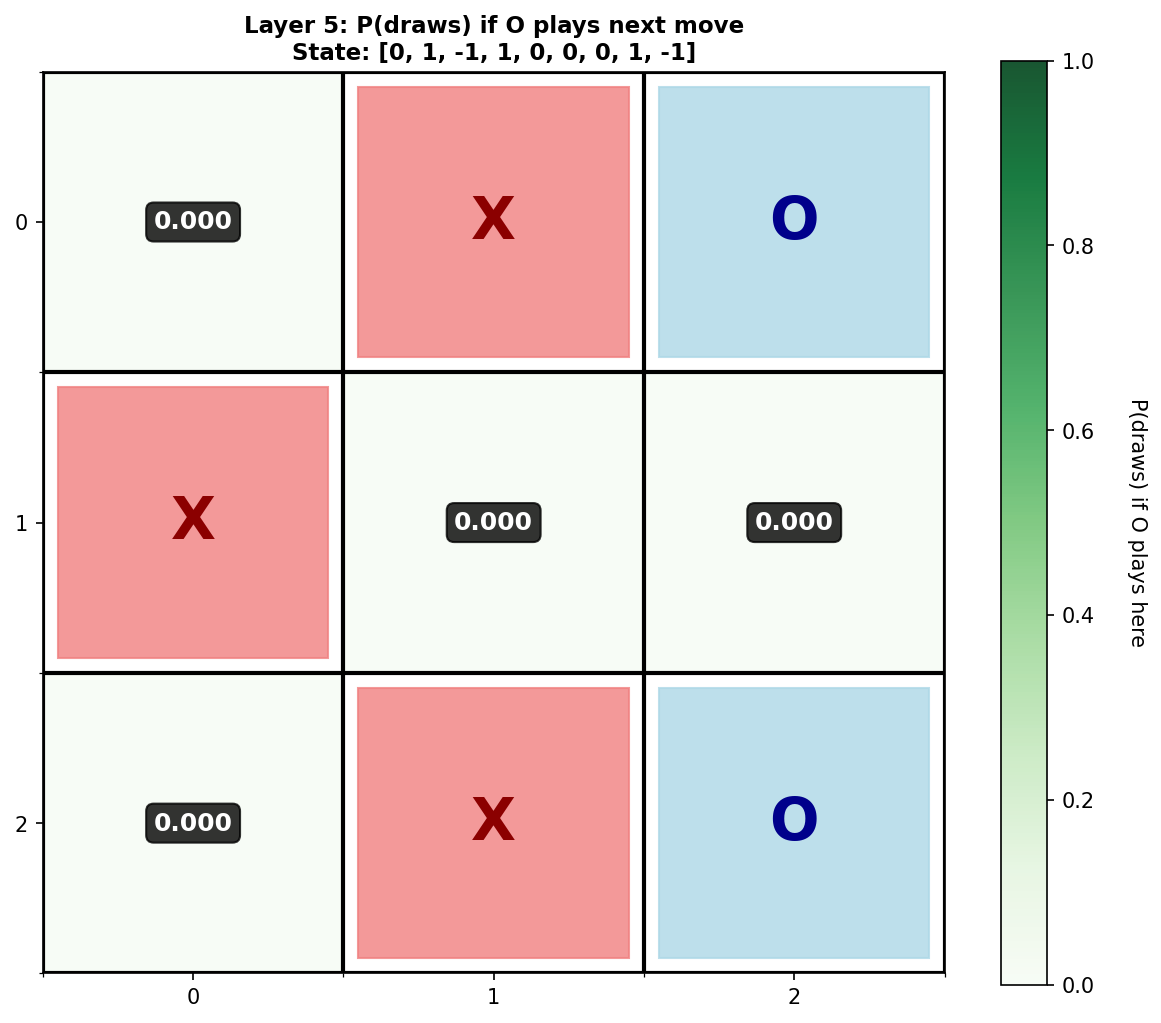 Layer 5: P(draws) if O plays next move
State: [0, 1, -1, 1, 0, 0, 0, 1, -1]
0
0.000
X
O
1
X
0.000
0.000
2
0.000
X
O
0
1
2
1.0
0.8
0.6
0.4
0.2
0.0
P(draws) if O plays here